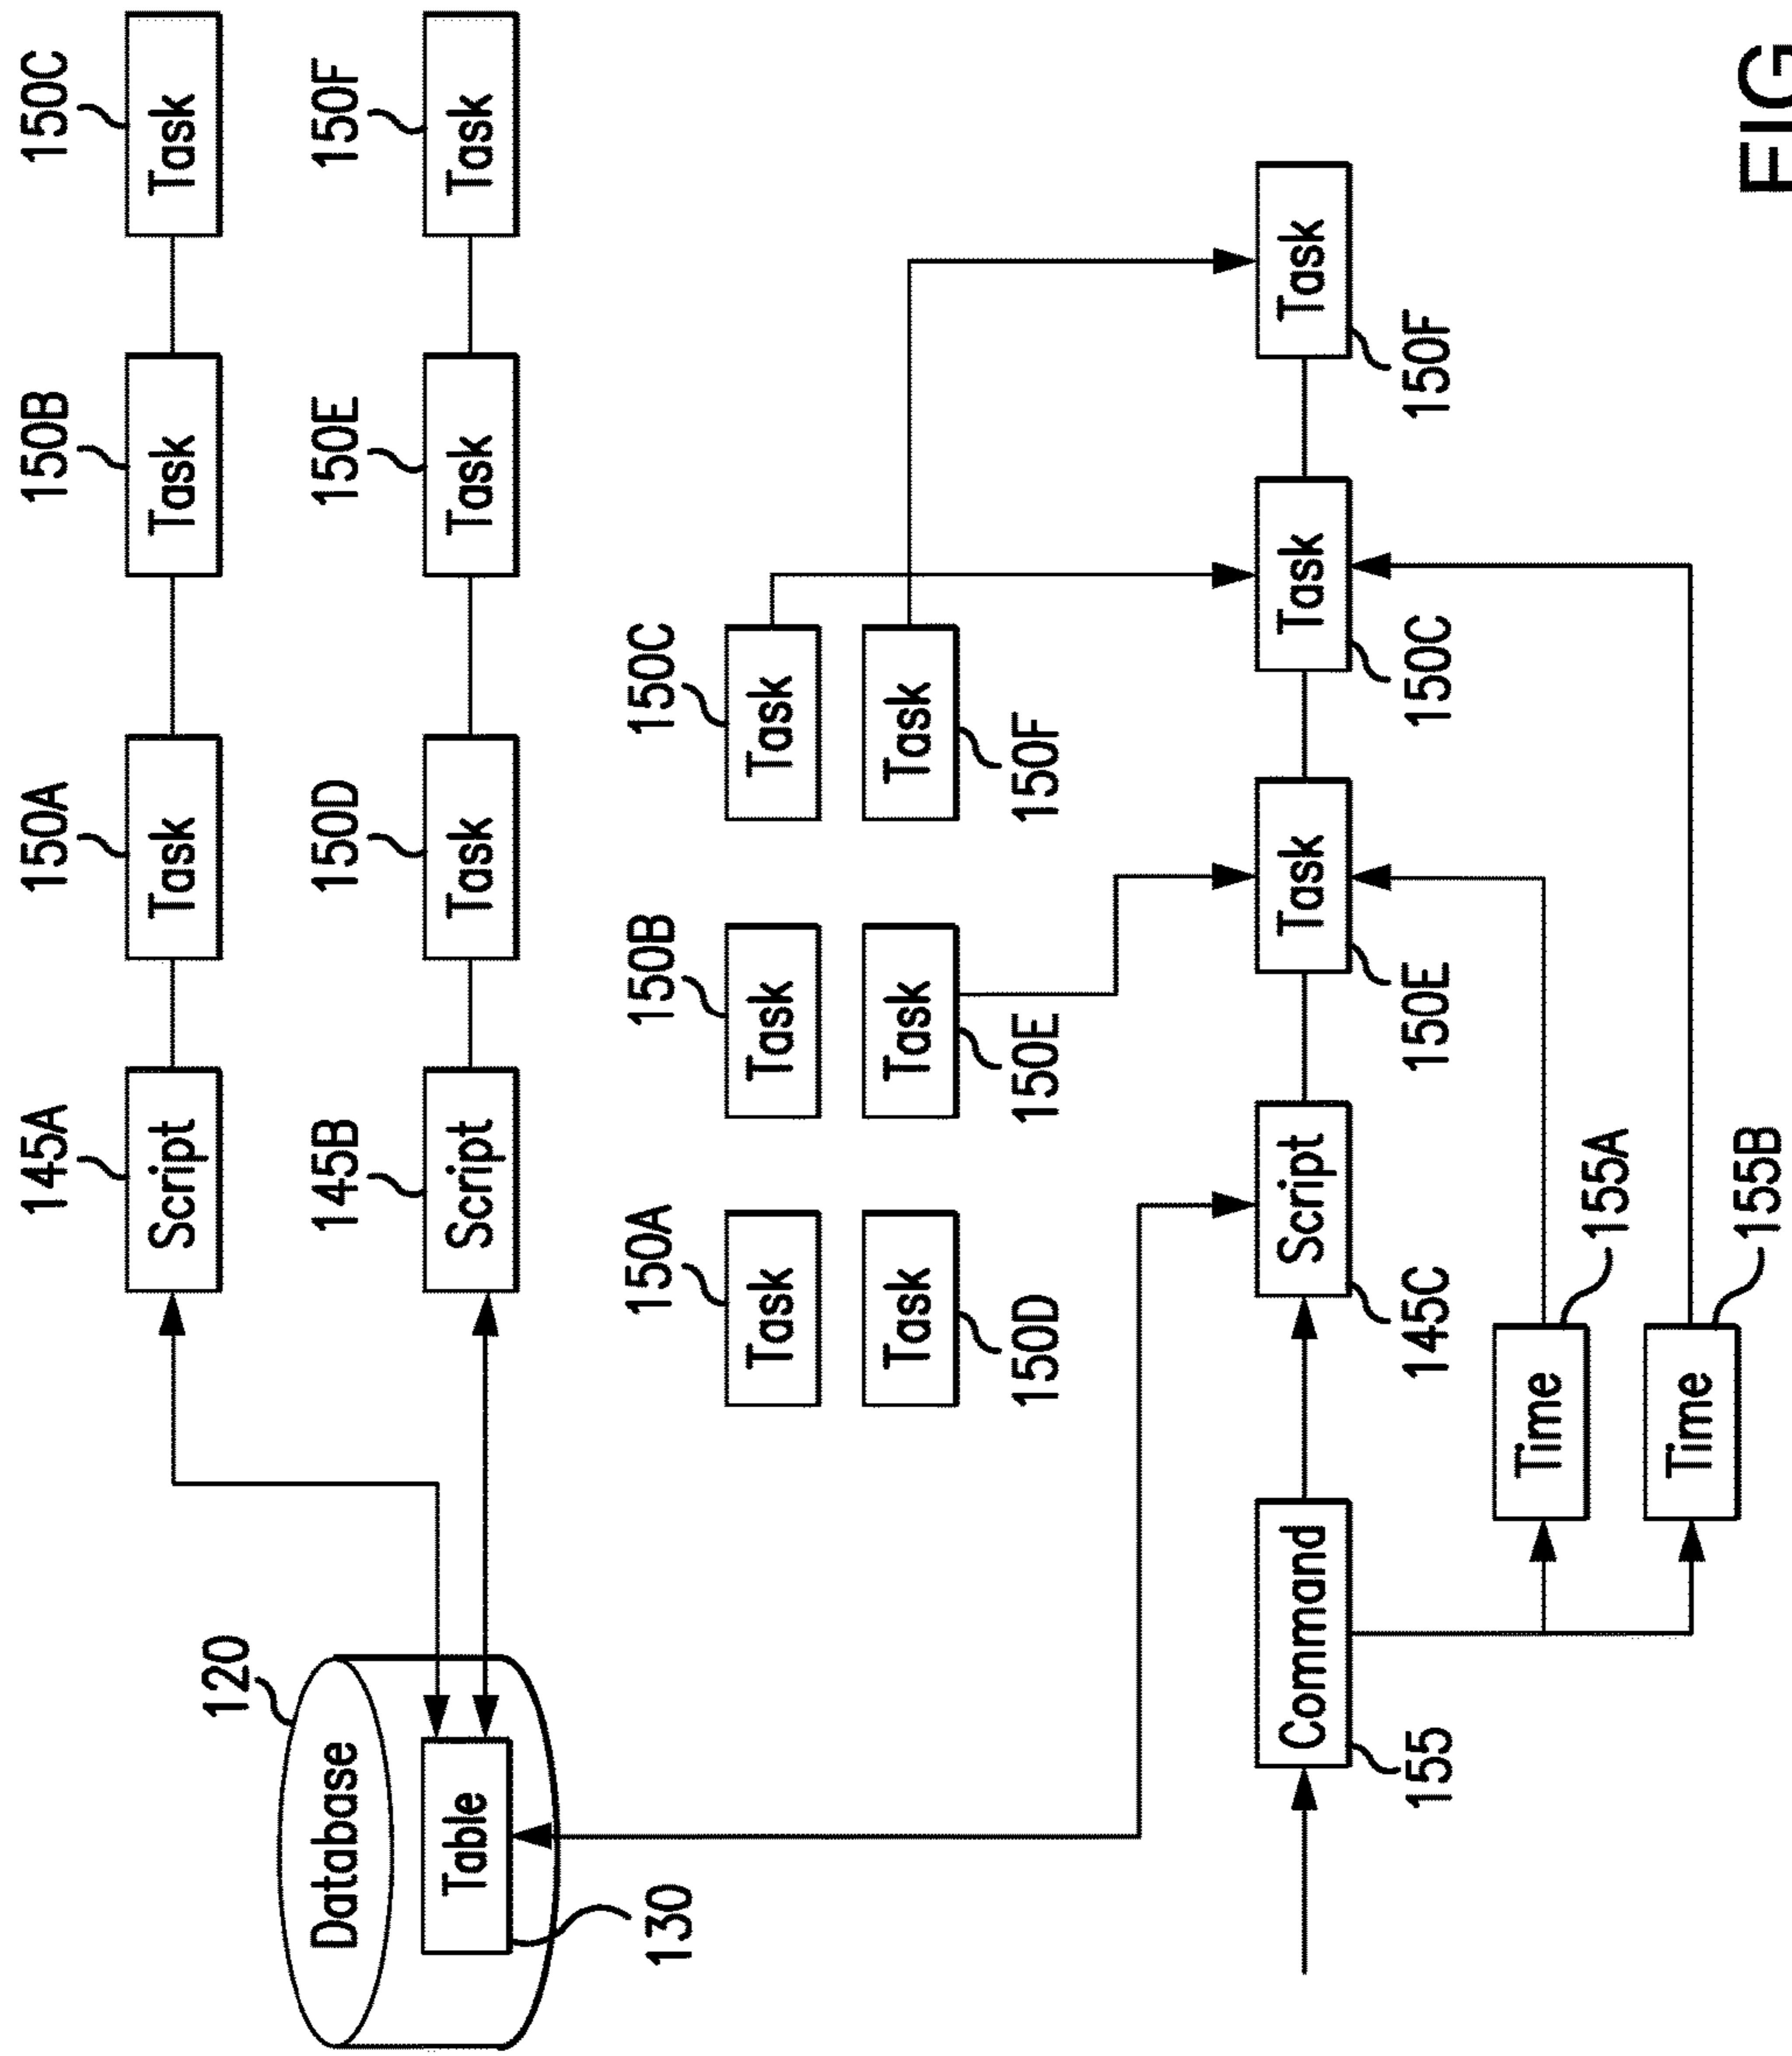 145A 150A 150B 150C
Script Task Task Task
120
Database 145B 150D 150E 150F
Table Script Task Task Task
130 150A 150B 150C
Task Task Task
Task Task Task
150D 150E 150F
Command Script Task Task Task
155 145C 150E 150C 150F
Time
155A
Time
155B
FIG